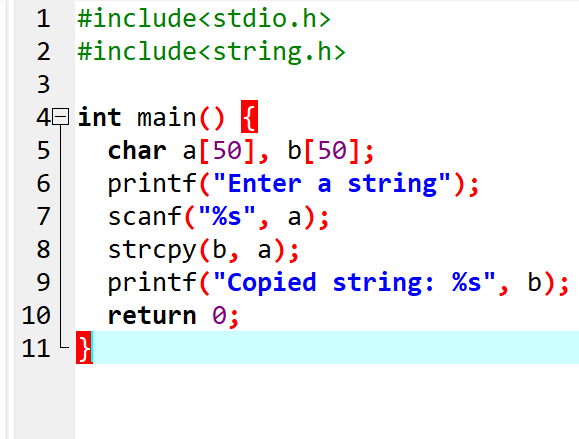 1 #include<stdio.h>
2 #include<string.h>
3
4 int main() {
5 char a[50], b[50];
6 printf("Enter a string");
7 scanf("%s", a);
8 strcpy(b, a);
9 printf("Copied string: %s", b);
10 return 0;
11 }